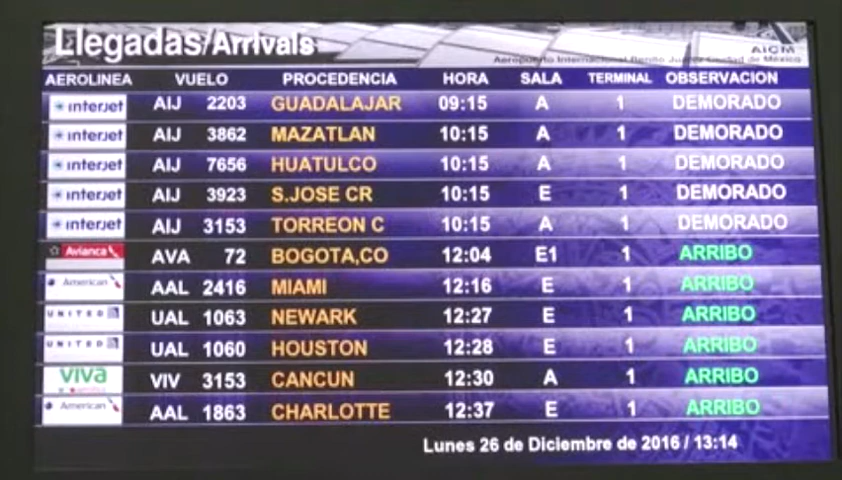 Llegadas/Arrivals
AICM
Aeropuerto Internacional Benito Juárez Ciudad de México
AEROLINEA VUELO PROCEDENCIA HORA SALA TERMINAL OBSERVACION
interjet AIJ 2203 GUADALAJAR 09:15 A 1 DEMORADO
interjet AIJ 3862 MAZATLAN 10:15 A 1 DEMORADO
interjet AIJ 7656 HUATULCO 10:15 A 1 DEMORADO
interjet AIJ 3923 S.JOSE CR 10:15 E 1 DEMORADO
interjet AIJ 3153 TORREON C 10:15 A 1 DEMORADO
Avianca AVA 72 BOGOTA,CO 12:04 E1 1 ARRIBO
American AAL 2416 MIAMI 12:16 E 1 ARRIBO
UNITED UAL 1063 NEWARK 12:27 E 1 ARRIBO
UNITED UAL 1060 HOUSTON 12:28 E 1 ARRIBO
viva VIV 3153 CANCUN 12:30 A 1 ARRIBO
American AAL 1863 CHARLOTTE 12:37 E 1 ARRIBO
Lunes 26 de Diciembre de 2016 / 13:14